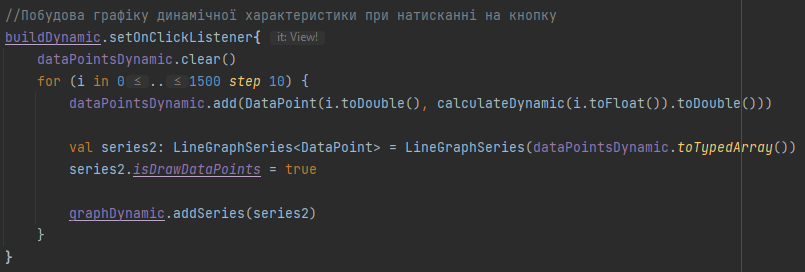 //Побудова графіку динамічної характеристики при натисканні на кнопку
buildDynamic.setOnClickListener{ it: View!
    dataPointsDynamic.clear()
    for (i in 0 ≤ .. ≤ 1500 step 10) {
        dataPointsDynamic.add(DataPoint(i.toDouble(), calculateDynamic(i.toFloat()).toDouble()))
        val series2: LineGraphSeries<DataPoint> = LineGraphSeries(dataPointsDynamic.toTypedArray())
        series2.isDrawDataPoints = true
        graphDynamic.addSeries(series2)
    }
}